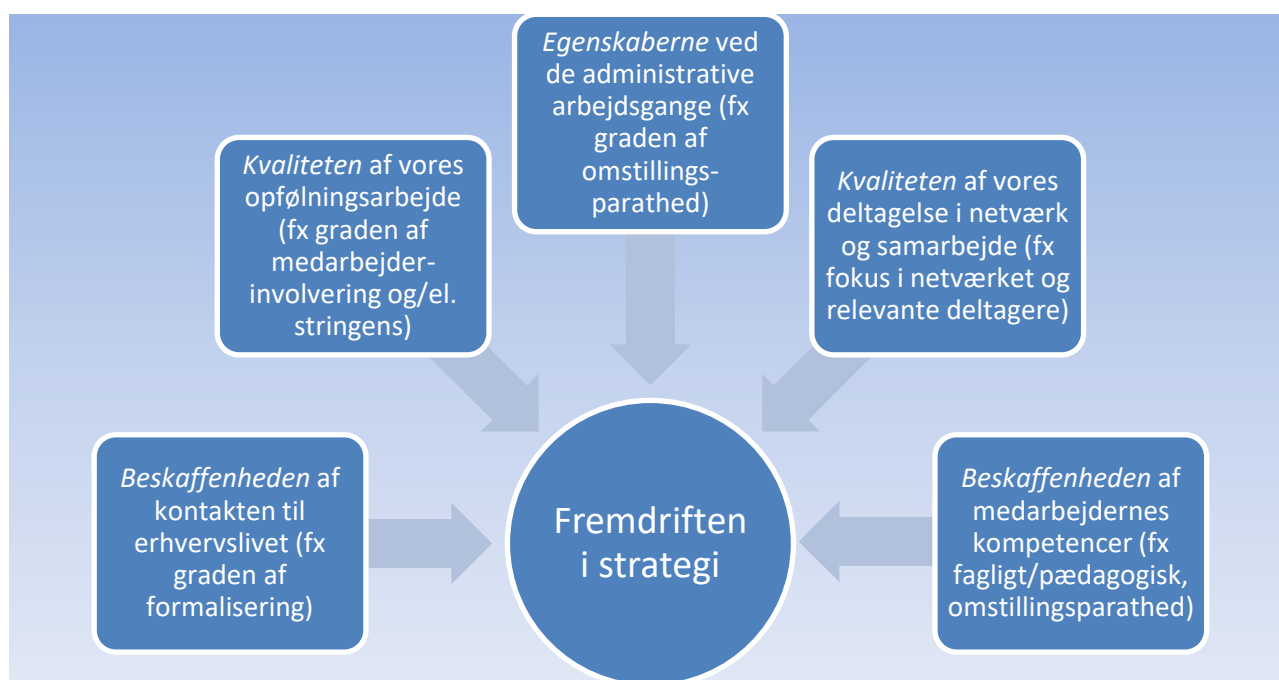 Egenskaberne ved
de administrative
arbejdsgange (fx
graden af
omstillings-
parathed)
Kvaliteten af vores
opfølningsarbejde
(fx graden af
medarbejder-
involvering og/el.
stringens)
Kvaliteten af vores
deltagelse i netværk
og samarbejde (fx
fokus i netværket og
relevante deltagere)
Beskaffenheden af
kontakten til
erhvervslivet (fx
graden af
formalisering)
Fremdriften
i strategi
Beskaffenheden af
medarbejdernes
kompetencer (fx
fagligt/pædagogisk,
omstillingsparathed)